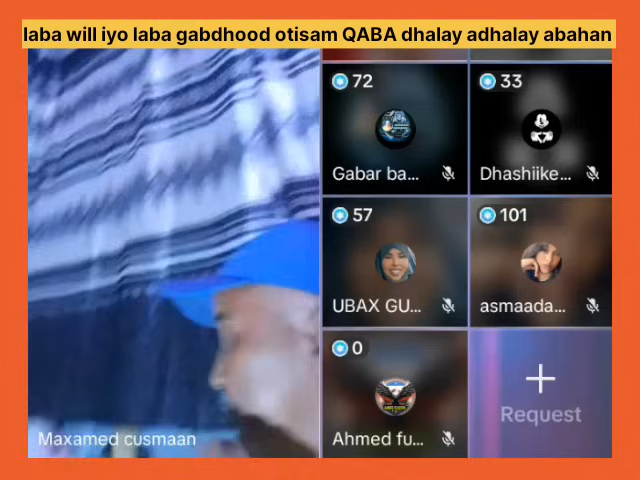 laba will iyo laba gabdhood otisam QABA dhalay adhalay abahan
72
33
Gabar ba...
Dhashiike...
57
101
UBAX GU...
asmaada...
0
Request
Maxamed cusmaan
Ahmed fu...